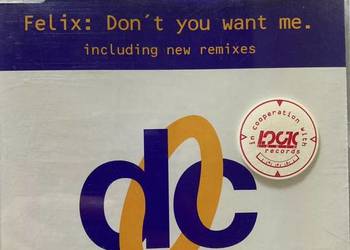 Felix: Don´t you want me.
including new remixes
in cooperation with
LOGIC
records
dc